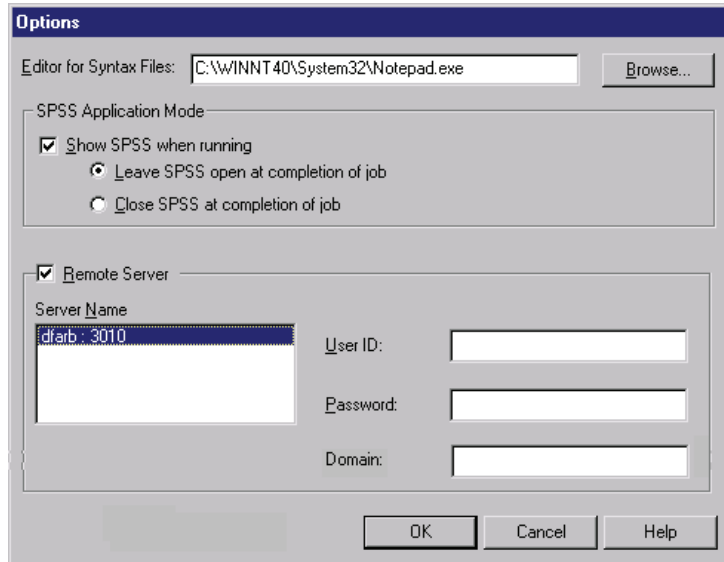 Options
Editor for Syntax Files: C:\WINNT40\System32\Notepad.exe Browse...
SPSS Application Mode
Show SPSS when running
Leave SPSS open at completion of job
Close SPSS at completion of job
Remote Server
Server Name
dfarb : 3010
User ID:
Password:
Domain:
OK Cancel Help